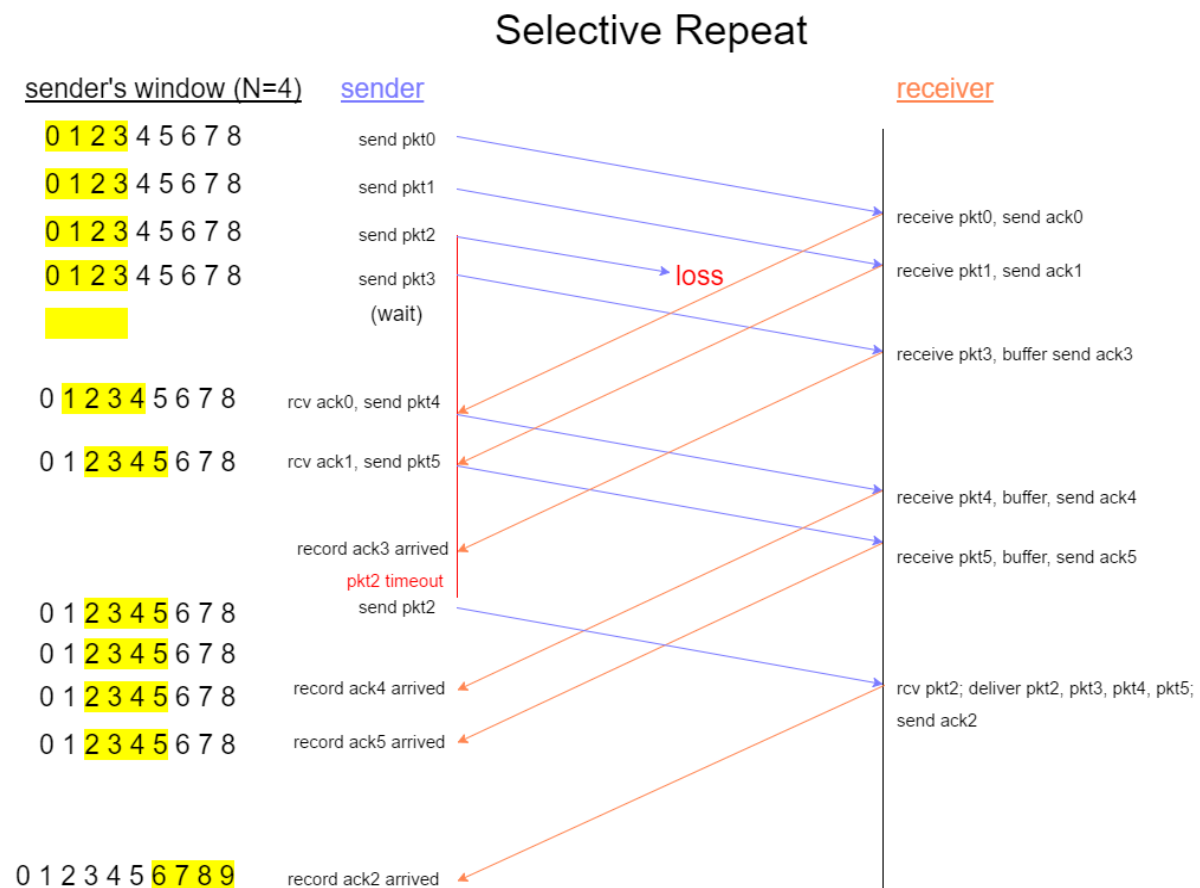 Selective Repeat
sender's window (N=4) sender receiver
0 1 2 3 4 5 6 7 8 send pkt0
0 1 2 3 4 5 6 7 8 send pkt1
receive pkt0, send ack0
0 1 2 3 4 5 6 7 8 send pkt2
0 1 2 3 4 5 6 7 8 send pkt3 loss receive pkt1, send ack1
(wait)
receive pkt3, buffer send ack3
0 1 2 3 4 5 6 7 8 rcv ack0, send pkt4
0 1 2 3 4 5 6 7 8 rcv ack1, send pkt5
receive pkt4, buffer, send ack4
record ack3 arrived receive pkt5, buffer, send ack5
pkt2 timeout
0 1 2 3 4 5 6 7 8 send pkt2
0 1 2 3 4 5 6 7 8
0 1 2 3 4 5 6 7 8 record ack4 arrived rcv pkt2; deliver pkt2, pkt3, pkt4, pkt5;
send ack2
0 1 2 3 4 5 6 7 8 record ack5 arrived
0 1 2 3 4 5 6 7 8 9 record ack2 arrived